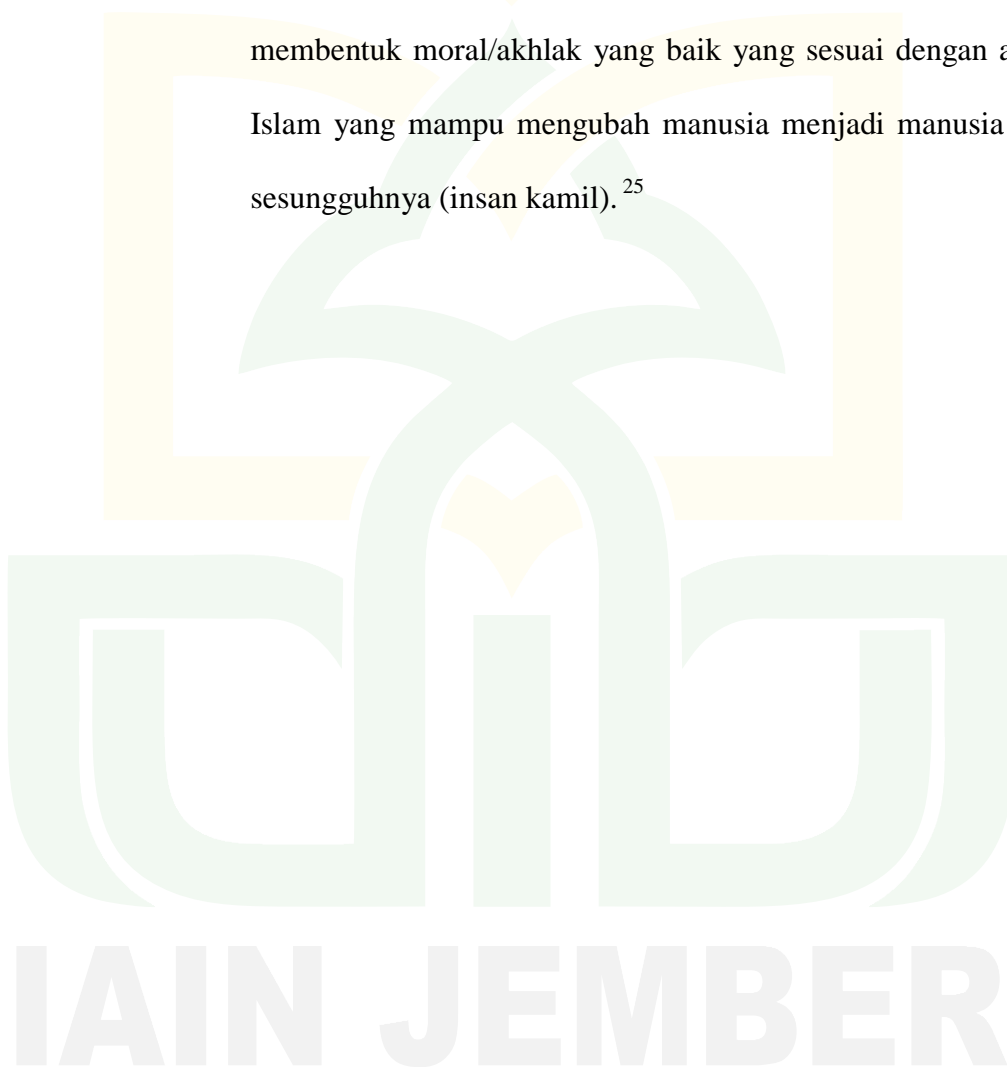 membentuk moral/akhlak yang baik yang sesuai dengan
Islam yang mampu mengubah manusia menjadi manusia
sesungguhnya (insan kamil). 25
IAIN JEMBER